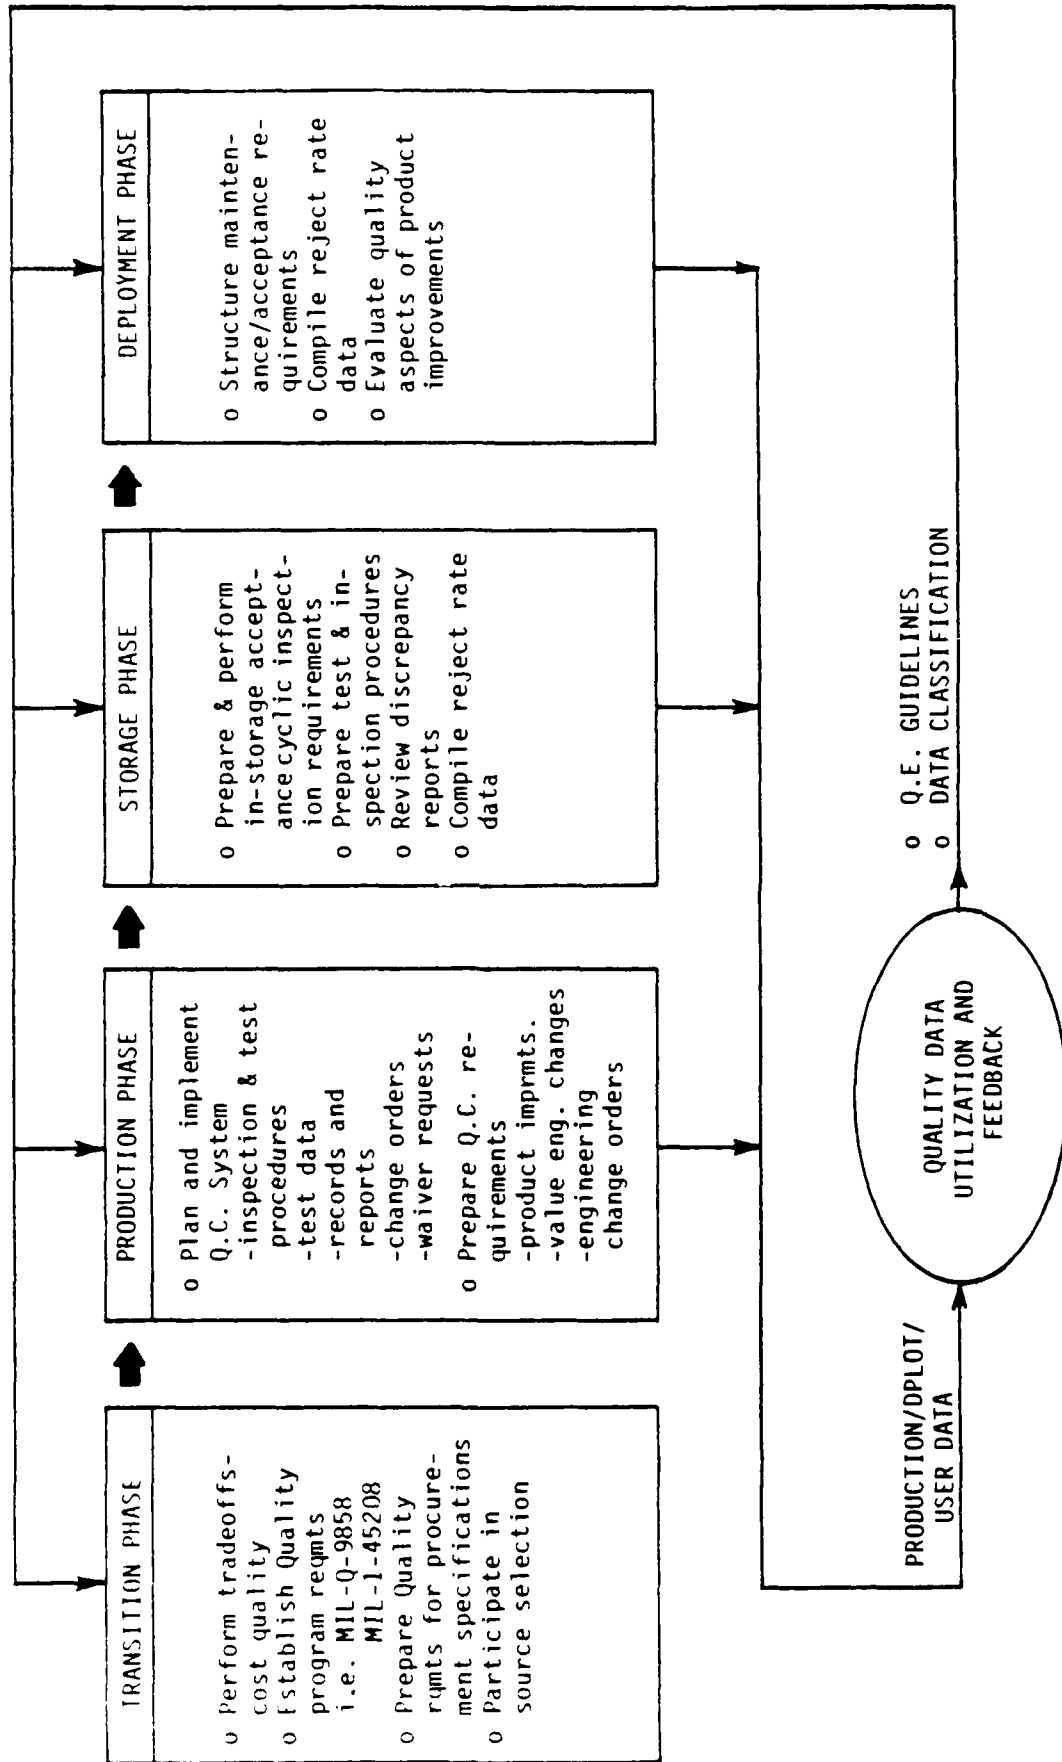 TRANSITION PHASE
o Perform tradeoffs-
cost quality
o Establish Quality
program reqmts
i.e. MIL-Q-9858
MIL-I-45208
o Prepare Quality
rqmts for procure-
ment specifications
o Participate in
source selection
PRODUCTION PHASE
o Plan and implement
Q.C. System
-inspection & test
procedures
-test data
-records and
reports
-change orders
-waiver requests
o Prepare Q.C. re-
quirements
-product imprmts.
-value eng. changes
-engineering
change orders
STORAGE PHASE
o Prepare & perform
in-storage accept-
ance cyclic inspect-
ion requirements
o Prepare test & in-
spection procedures
o Review discrepancy
reports
o Compile reject rate
data
DEPLOYMENT PHASE
o Structure mainten-
ance/acceptance re-
quirements
o Compile reject rate
data
o Evaluate quality
aspects of product
improvements
PRODUCTION/DPLOT/
USER DATA
QUALITY DATA
UTILIZATION AND
FEEDBACK
o Q.E. GUIDELINES
o DATA CLASSIFICATION